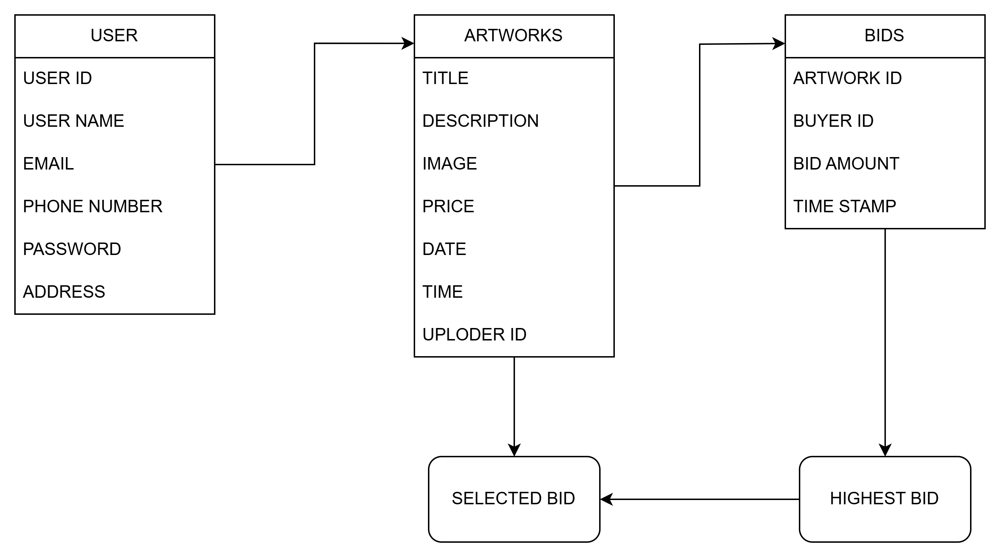 USER
USER ID
USER NAME
EMAIL
PHONE NUMBER
PASSWORD
ADDRESS
ARTWORKS
TITLE
DESCRIPTION
IMAGE
PRICE
DATE
TIME
UPLODER ID
BIDS
ARTWORK ID
BUYER ID
BID AMOUNT
TIME STAMP
SELECTED BID
HIGHEST BID